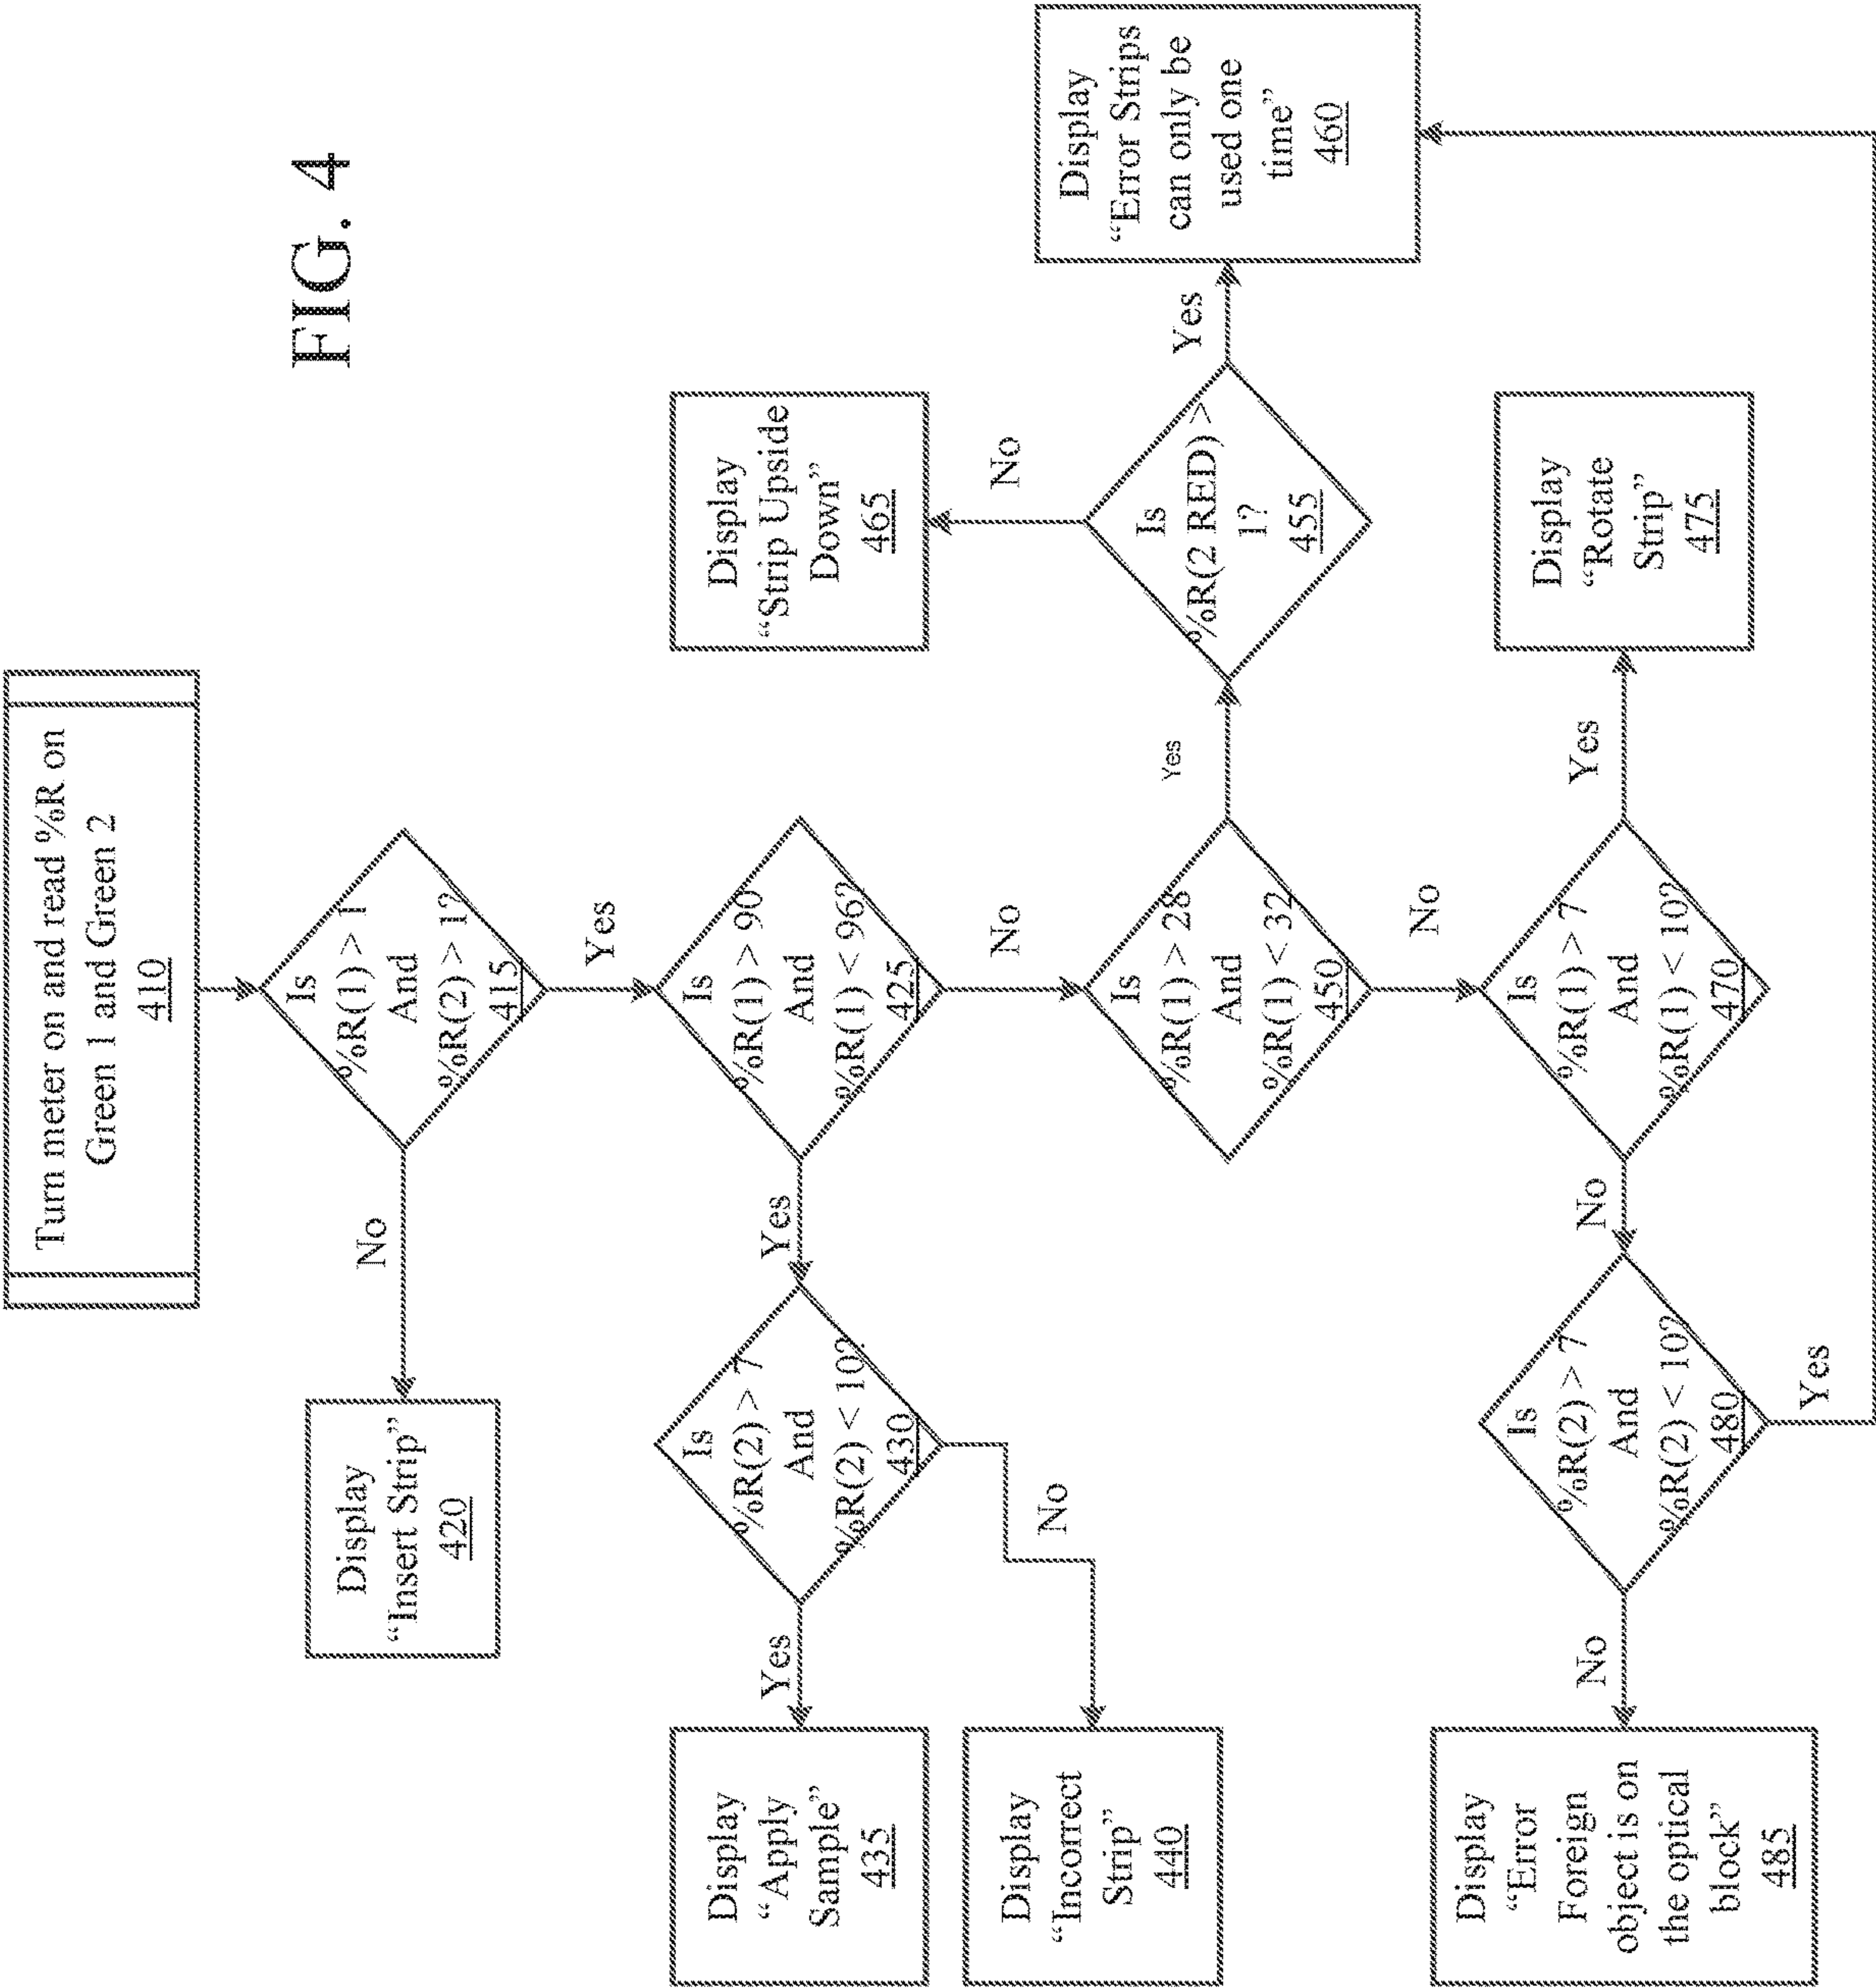 FIG. 4
Turn meter on and read %R on
Green 1 and Green 2
410
Is
%R(1) > 1
And
%R(2) > 1?
415
No
Display
“Insert Strip”
420
Yes
Is
%R(1) > 90
And
%R(1) < 96?
425
Yes
Is
%R(2) > 7
And
%R(2) < 10?
430
Yes
Display
“Apply
Sample”
435
No
Display
“Incorrect
Strip”
440
No
Is
%R(1) > 28
And
%R(1) < 32
450
Yes
Is
%R(2 RED) >
1?
455
No
Display
“Strip Upside
Down”
465
Yes
Display
“Error Strips
can only be
used one
time”
460
No
Is
%R(1) > 7
And
%R(1) < 10?
470
Yes
Display
“Rotate
Strip”
475
No
Is
%R(2) > 7
And
%R(2) < 10?
480
Yes
No
Display
“Error
Foreign
object is on
the optical
block”
485